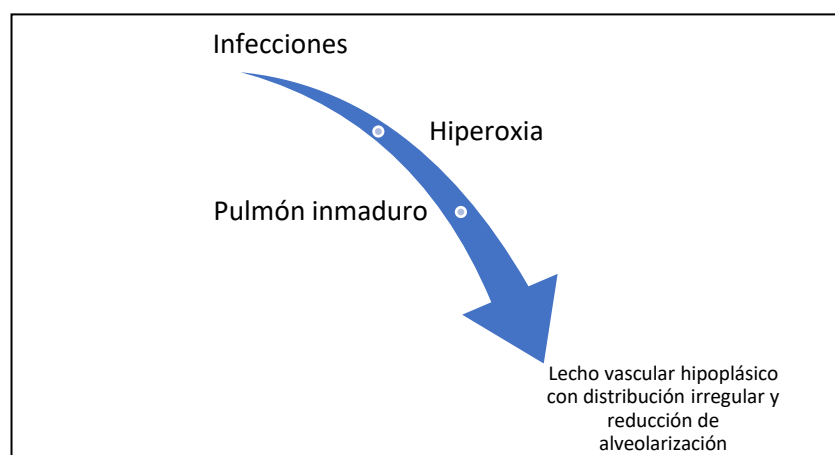 Infecciones
Hiperoxia
Pulmón inmaduro
Lecho vascular hipoplásico
con distribución irregular y
reducción de
alveolarización